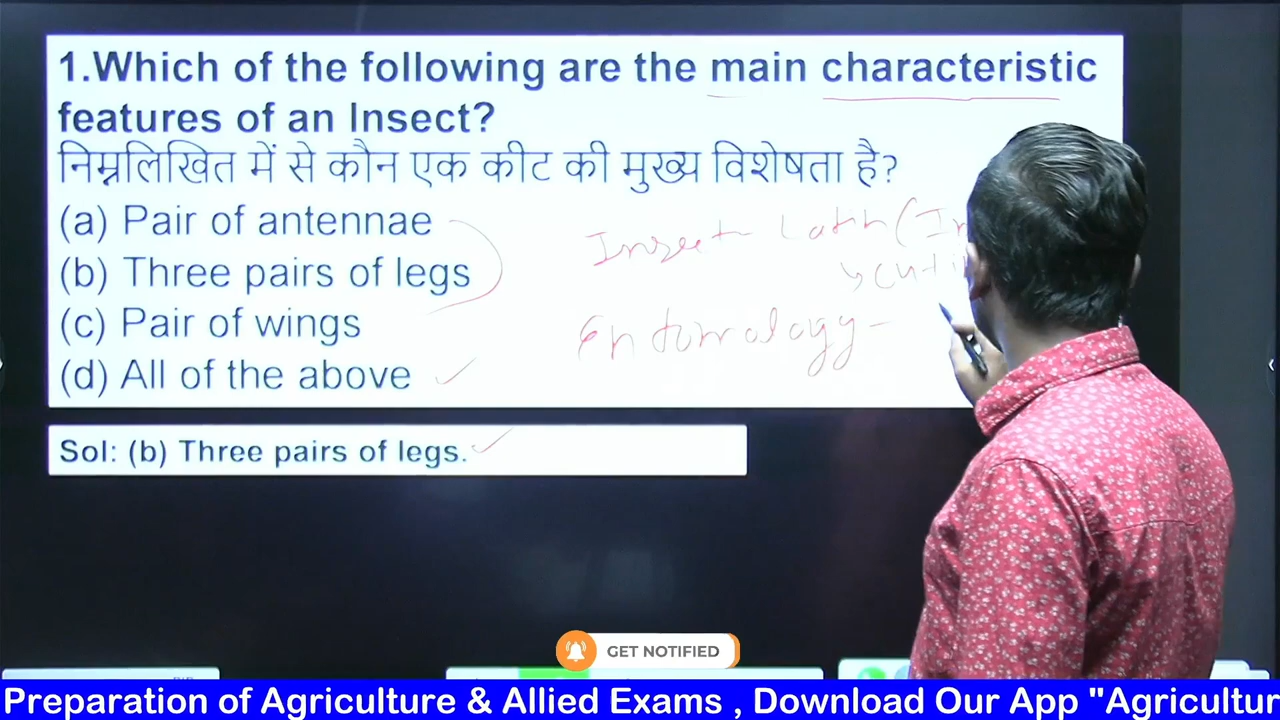 1.Which of the following are the main characteristic
features of an Insect?
निम्नलिखित में से कौन एक कीट की मुख्य विशेषता है?
(a) Pair of antennae
(b) Three pairs of legs
(c) Pair of wings
(d) All of the above
Insect Latin (In
Entomology -
Sol: (b) Three pairs of legs.
GET NOTIFIED
Preparation of Agriculture & Allied Exams , Download Our App "Agricultur